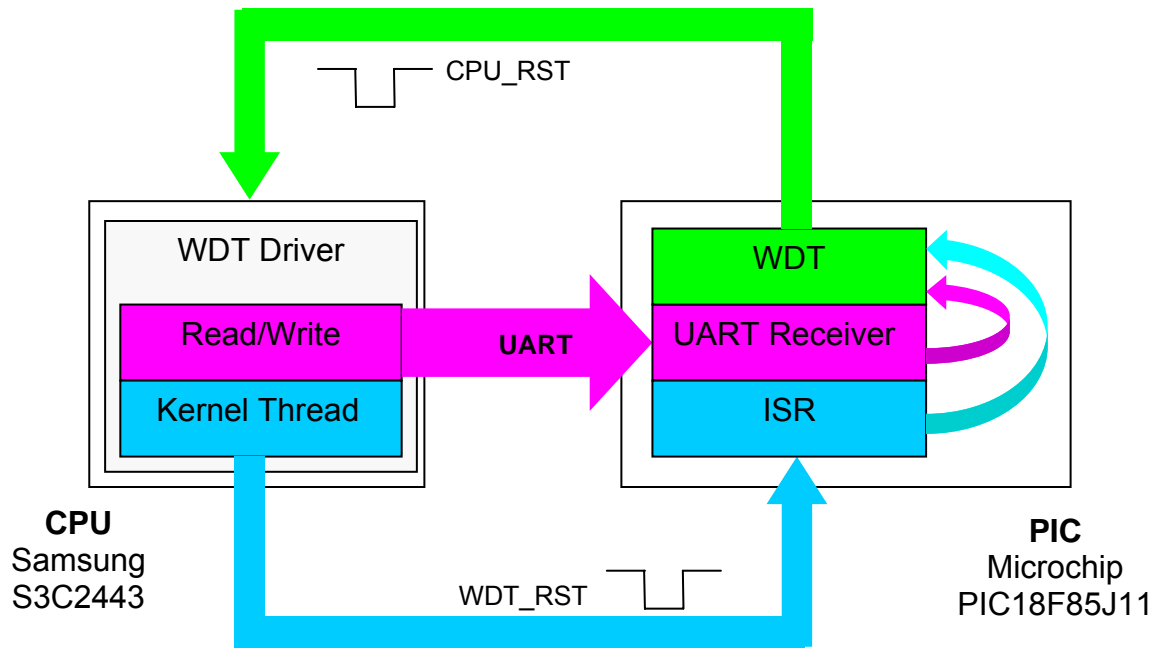 CPU_RST
WDT Driver
Read/Write
Kernel Thread
UART
WDT
UART Receiver
ISR
CPU
Samsung
S3C2443
WDT_RST
PIC
Microchip
PIC18F85J11